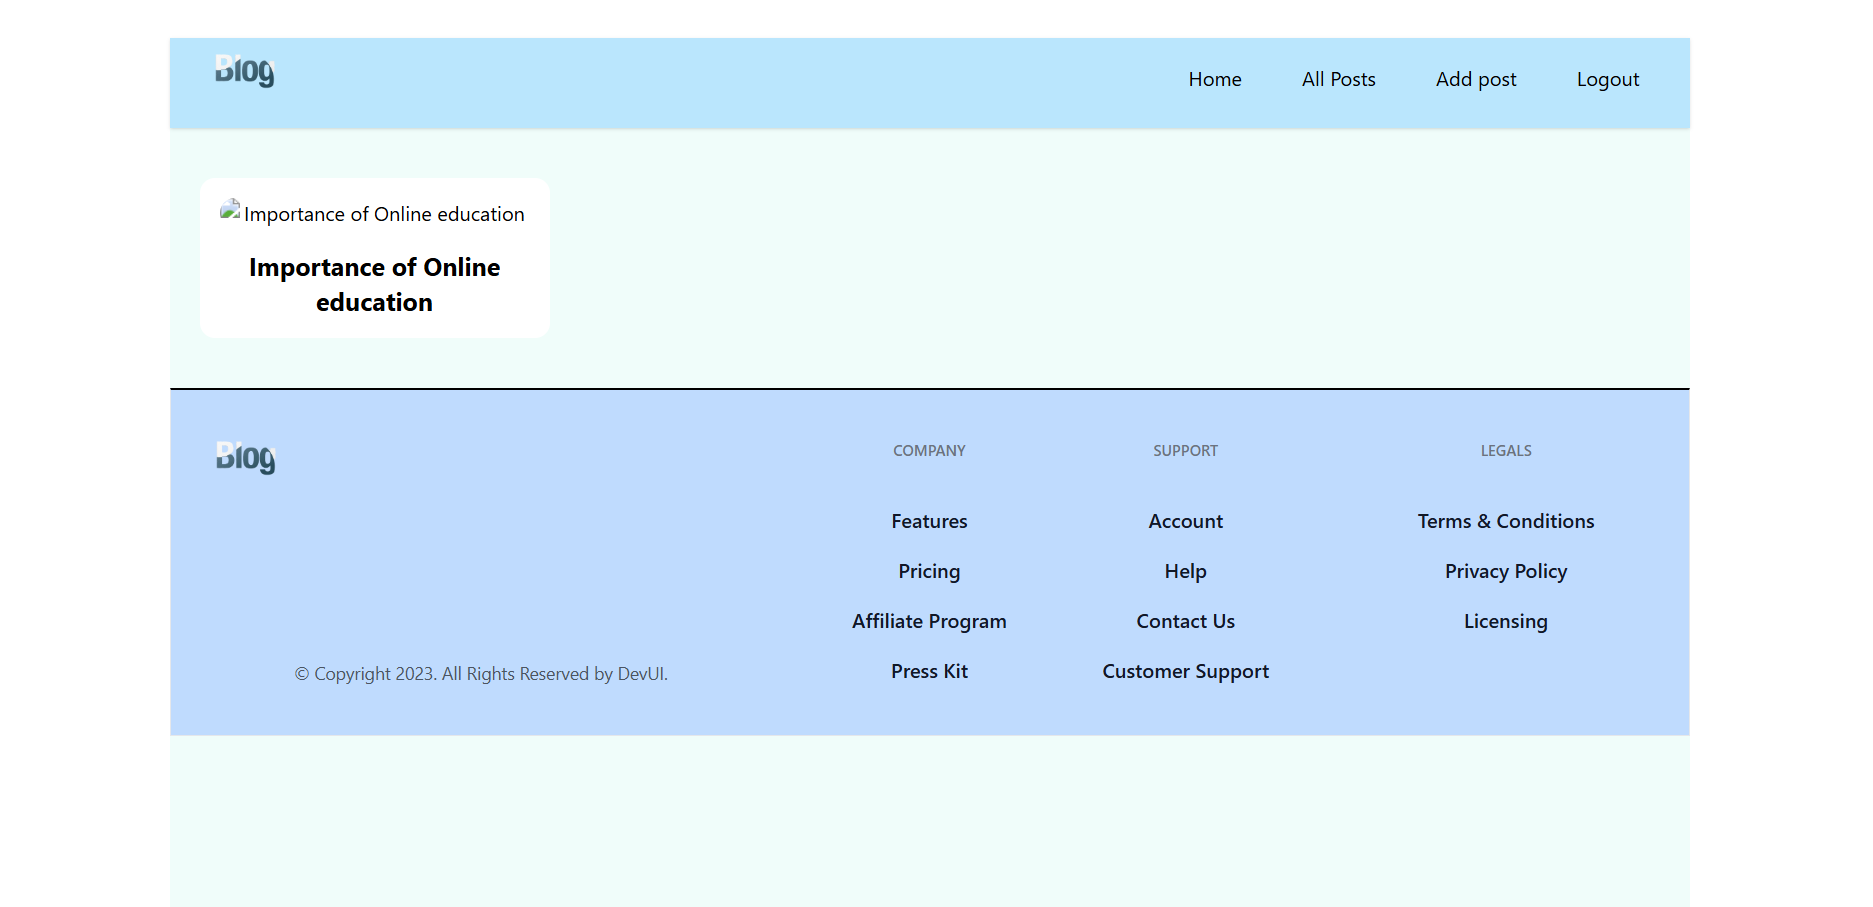 Blog
Home
All Posts
Add post
Logout
Importance of Online education
Importance of Online
education
Blog
COMPANY
Features
Pricing
Affiliate Program
Press Kit
SUPPORT
Account
Help
Contact Us
Customer Support
LEGALS
Terms & Conditions
Privacy Policy
Licensing
© Copyright 2023. All Rights Reserved by DevUI.